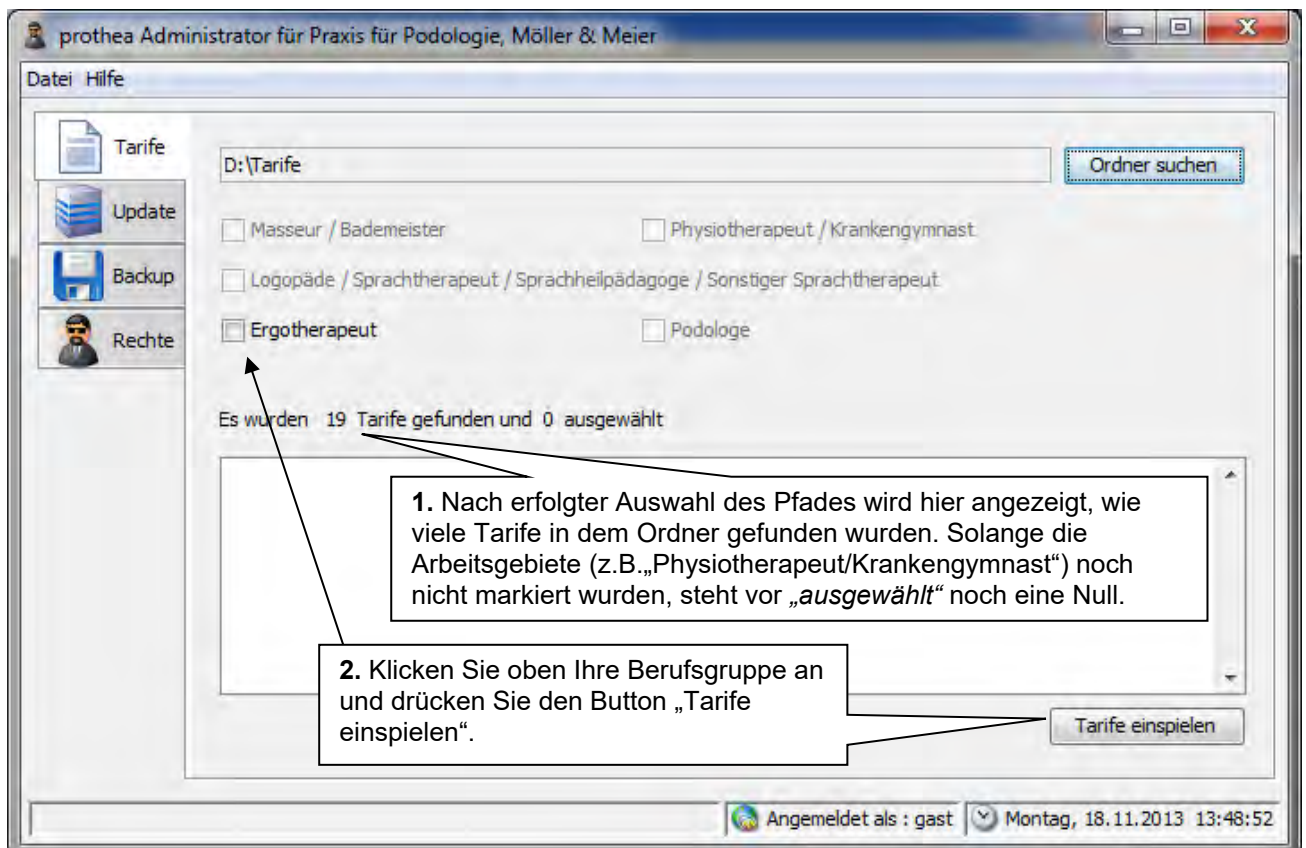 prothea Administrator für Praxis für Podologie, Möller & Meier
Datei Hilfe
Tarife
Update
Backup
Rechte
D:\Tarife
Ordner suchen
Masseur / Bademeister
Physiotherapeut / Krankengymnast
Logopäde / Sprachtherapeut / Sprachheilpädagoge / Sonstiger Sprachtherapeut
Ergotherapeut
Podologe
Es wurden 19 Tarife gefunden und 0 ausgewählt
1. Nach erfolgter Auswahl des Pfades wird hier angezeigt, wie
viele Tarife in dem Ordner gefunden wurden. Solange die
Arbeitsgebiete (z.B.„Physiotherapeut/Krankengymnast“) noch
nicht markiert wurden, steht vor „ausgewählt“ noch eine Null.
2. Klicken Sie oben Ihre Berufsgruppe an
und drücken Sie den Button „Tarife
einspielen“.
Tarife einspielen
Angemeldet als : gast
Montag, 18.11.2013 13:48:52